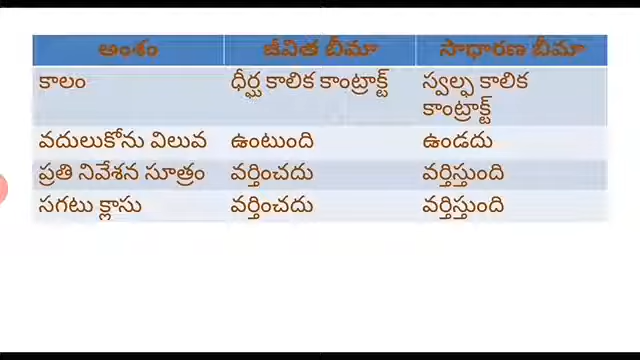 అంశం జీవిత బీమా సాధారణ బీమా
కాలం ధీర్ఘ కాలిక కాంట్రాక్ట్ స్వల్ప కాలిక
కాంట్రాక్ట్
వదులుకోను విలువ ఉంటుంది ఉండదు
ప్రతి నివేశన సూత్రం వర్తించదు వర్తిస్తుంది
సగటు క్లాసు వర్తించదు వర్తిస్తుంది